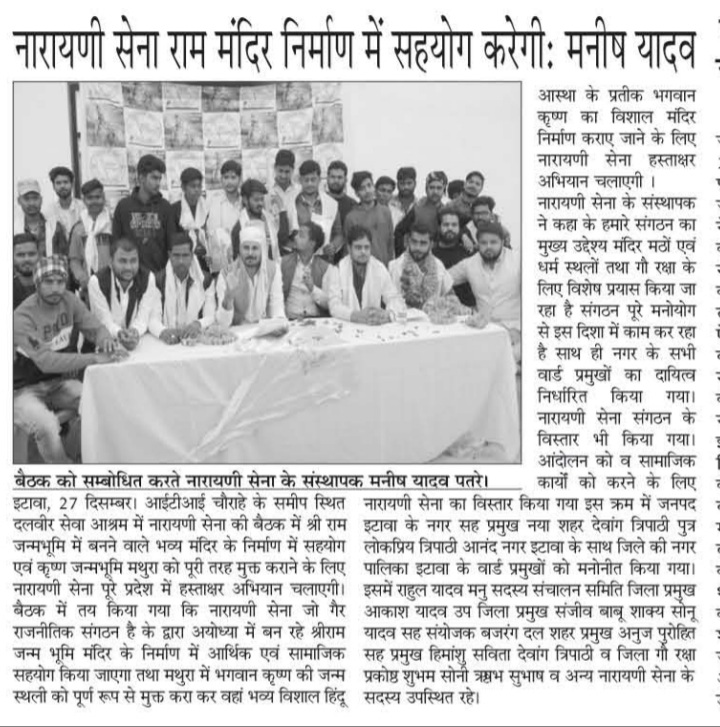 नारायणी सेना राम मंदिर निर्माण में सहयोग करेगी: मनीष यादव
बैठक को सम्बोधित करते नारायणी सेना के संस्थापक मनीष यादव पतरे।
इटावा, 27 दिसम्बर। आईटीआई चौराहे के समीप स्थित
दलवीर सेवा आश्रम में नारायणी सेना की बैठक में श्री राम
जन्मभूमि में बनने वाले भव्य मंदिर के निर्माण में सहयोग
एवं कृष्ण जन्मभूमि मथुरा को पूरी तरह मुक्त कराने के लिए
नारायणी सेना पूरे प्रदेश में हस्ताक्षर अभियान चलाएगी।
बैठक में तय किया गया कि नारायणी सेना जो गैर
राजनीतिक संगठन है के द्वारा अयोध्या में बन रहे श्रीराम
जन्म भूमि मंदिर के निर्माण में आर्थिक एवं सामाजिक
सहयोग किया जाएगा तथा मथुरा में भगवान कृष्ण की जन्म
स्थली को पूर्ण रूप से मुक्त करा कर वहां भव्य विशाल हिंदू
आस्था के प्रतीक भगवान
कृष्ण का विशाल मंदिर
निर्माण कराए जाने के लिए
नारायणी सेना हस्ताक्षर
अभियान चलाएगी ।
नारायणी सेना के संस्थापक
ने कहा के हमारे संगठन का
मुख्य उद्देश्य मंदिर मठों एवं
धर्म स्थलों तथा गौ रक्षा के
लिए विशेष प्रयास किया जा
रहा है संगठन पूरे मनोयोग
से इस दिशा में काम कर रहा
है साथ ही नगर के सभी
वार्ड प्रमुखों का दायित्व
निर्धारित किया गया।
नारायणी सेना संगठन के
विस्तार भी किया गया।
आंदोलन को व सामाजिक
कार्यों को करने के लिए
नारायणी सेना का विस्तार किया गया इस क्रम में जनपद
इटावा के नगर सह प्रमुख नया शहर देवांग त्रिपाठी पुत्र
लोकप्रिय त्रिपाठी आनंद नगर इटावा के साथ जिले की नगर
पालिका इटावा के वार्ड प्रमुखों को मनोनीत किया गया।
इसमें राहुल यादव मनु सदस्य संचालन समिति जिला प्रमुख
आकाश यादव उप जिला प्रमुख संजीव बाबू शाक्य सोनू
यादव सह संयोजक बजरंग दल शहर प्रमुख अनुज पुरोहित
सह प्रमुख हिमांशु सविता देवांग त्रिपाठी व जिला गौ रक्षा
प्रकोष्ठ शुभम सोनी ऋषभ सुभाष व अन्य नारायणी सेना के
सदस्य उपस्थित रहे।